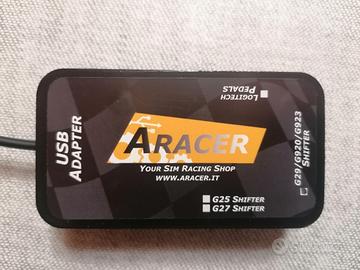 USB
ADAPTER
ARACER
YOUR SIM RACING SHOP
WWW.ARACER.IT
G25 SHIFTER
G27 SHIFTER
LOGITECH
PEDALS
G29/G920/G923
SHIFTER